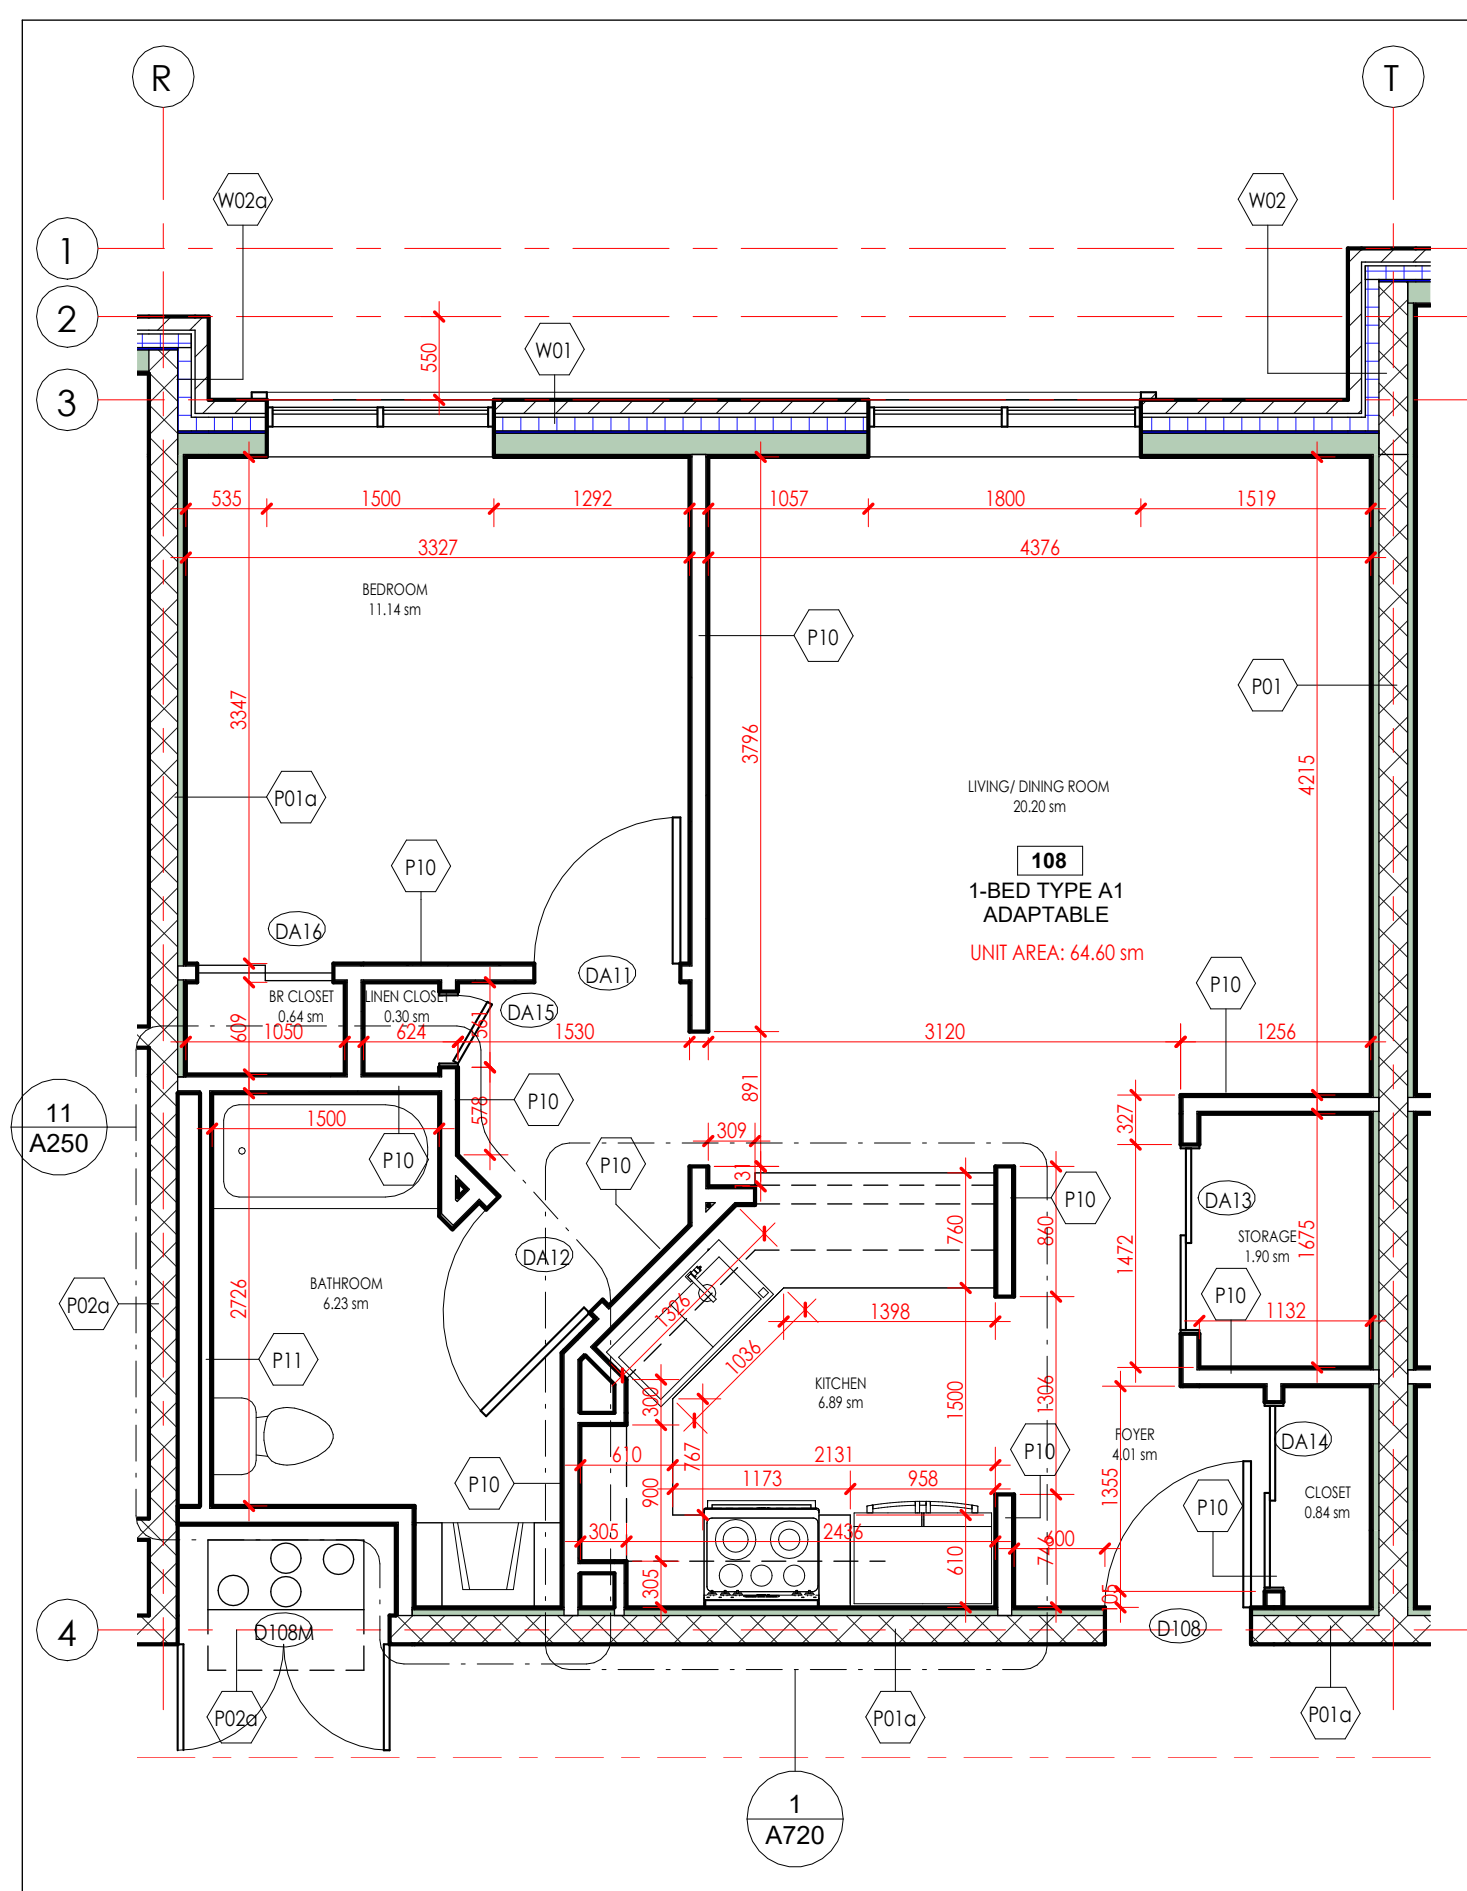 R
T
W02a
W02
1
2
3
550
W01
535
1500
1292
1057
1800
1519
3327
4376
BEDROOM
11.14 sm
P10
P01
3347
3796
4215
P01a
LIVING/ DINING ROOM
20.20 sm
108
1-BED TYPE A1
ADAPTABLE
UNIT AREA: 64.60 sm
P10
DA16
DA11
P10
BR CLOSET
0.64 sm
LINEN CLOSET
0.30 sm
DA15
561
609
1050
624
1530
3120
1256
891
327
11
A250
1500
578
P10
P10
309
31
P10
P10
DA13
STORAGE
1.90 sm
1675
1472
760
860
DA12
BATHROOM
6.23 sm
2726
P02a
1326
1398
P10
1132
1036
P11
KITCHEN
6.89 sm
300
1500
1306
FOYER
4.01 sm
DA14
P10
610
767
2131
1173
958
P10
900
1355
P10
CLOSET
0.84 sm
305
2436
600
746
610
305
105
4
D108M
D108
P02a
P01a
P01a
1
A720